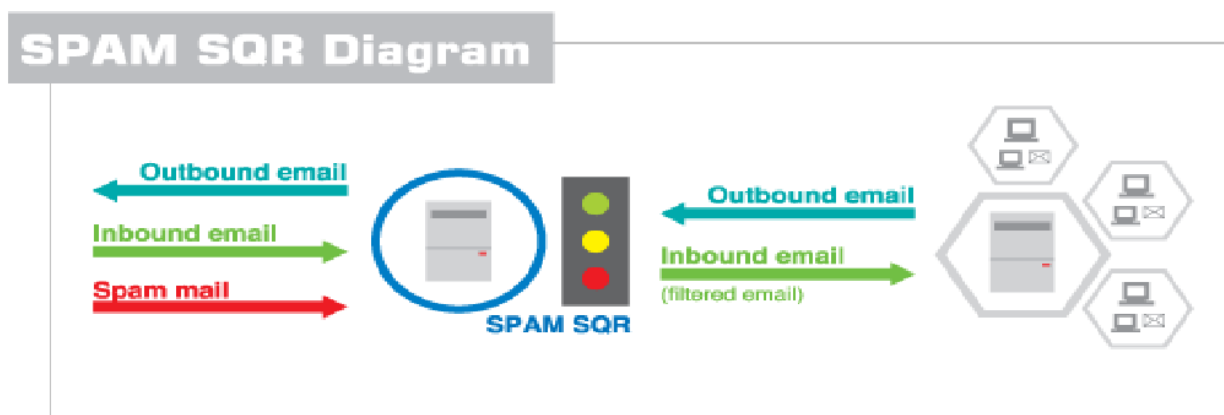 SPAM SQR Diagram
Outbound email
Inbound email
Spam mail
SPAM SQR
Outbound email
Inbound email
(filtered email)